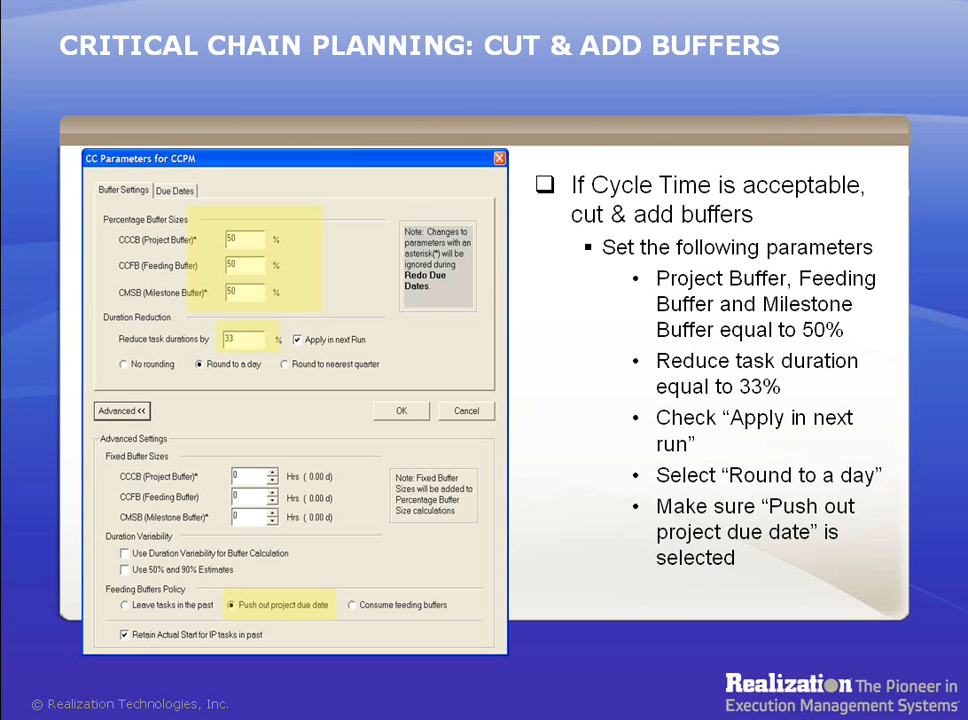 CRITICAL CHAIN PLANNING: CUT & ADD BUFFERS
CC Parameters for CCPM
Buffer Settings
Due Dates
Percentage Buffer Sizes
CCCB (Project Buffer)* 50 %
CCFB (Feeding Buffer) 50 %
CMSB (Milestone Buffer)* 50 %
Note: Changes to
parameters with an
asterisk(*) will be
ignored during
Redo Due
Dates.
Duration Reduction
Reduce task durations by 33 % Apply in next Run
No rounding Round to a day Round to nearest quarter
Advanced << OK Cancel
Advanced Settings
Fixed Buffer Sizes
CCCB (Project Buffer)* 0 Hrs ( 0.00 d)
CCFB (Feeding Buffer) 0 Hrs ( 0.00 d)
CMSB (Milestone Buffer)* 0 Hrs ( 0.00 d)
Note: Fixed Buffer
Sizes will be added to
Percentage Buffer
Size calculations
Duration Variability
Use Duration Variability for Buffer Calculation
Use 50% and 90% Estimates
Feeding Buffers Policy
Leave tasks in the past Push out project due date Consume feeding buffers
Retain Actual Start for IP tasks in past
If Cycle Time is acceptable,
cut & add buffers
Set the following parameters
Project Buffer, Feeding
Buffer and Milestone
Buffer equal to 50%
Reduce task duration
equal to 33%
Check “Apply in next
run”
Select “Round to a day”
Make sure “Push out
project due date” is
selected
© Realization Technologies, Inc.
Realization The Pioneer in
Execution Management Systems